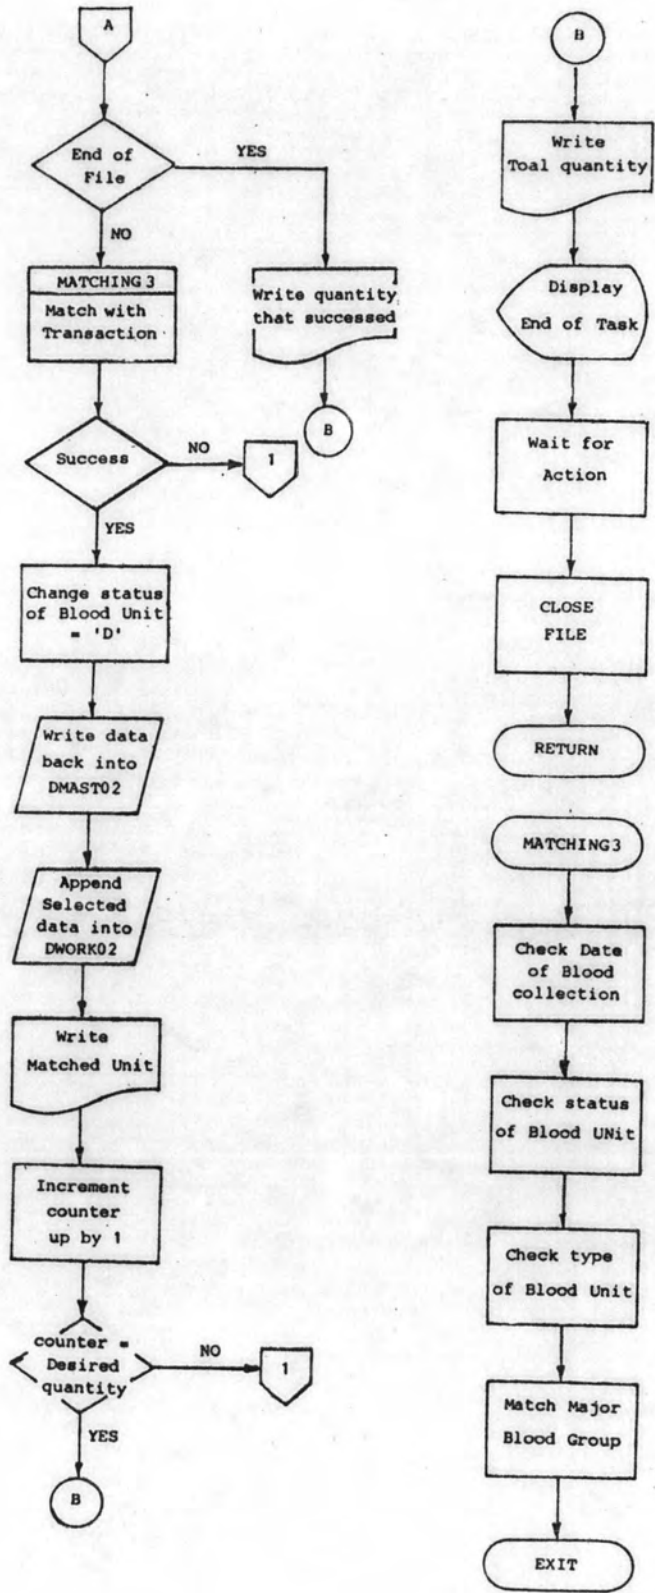 A
End of
File
YES
NO
MATCHING3
Match with
Transaction
Write quantity
that successed
B
Success
NO
1
YES
Change status
of Blood Unit
= 'D'
Write data
back into
DMAST02
Append
Selected
data into
DWORK02
Write
Matched Unit
Increment
counter
up by 1
counter =
Desired
quantity
NO
1
YES
B
B
Write
Toal quantity
Display
End of Task
Wait for
Action
CLOSE
FILE
RETURN
MATCHING3
Check Date
of Blood
collection
Check status
of Blood UNit
Check type
of Blood Unit
Match Major
Blood Group
EXIT